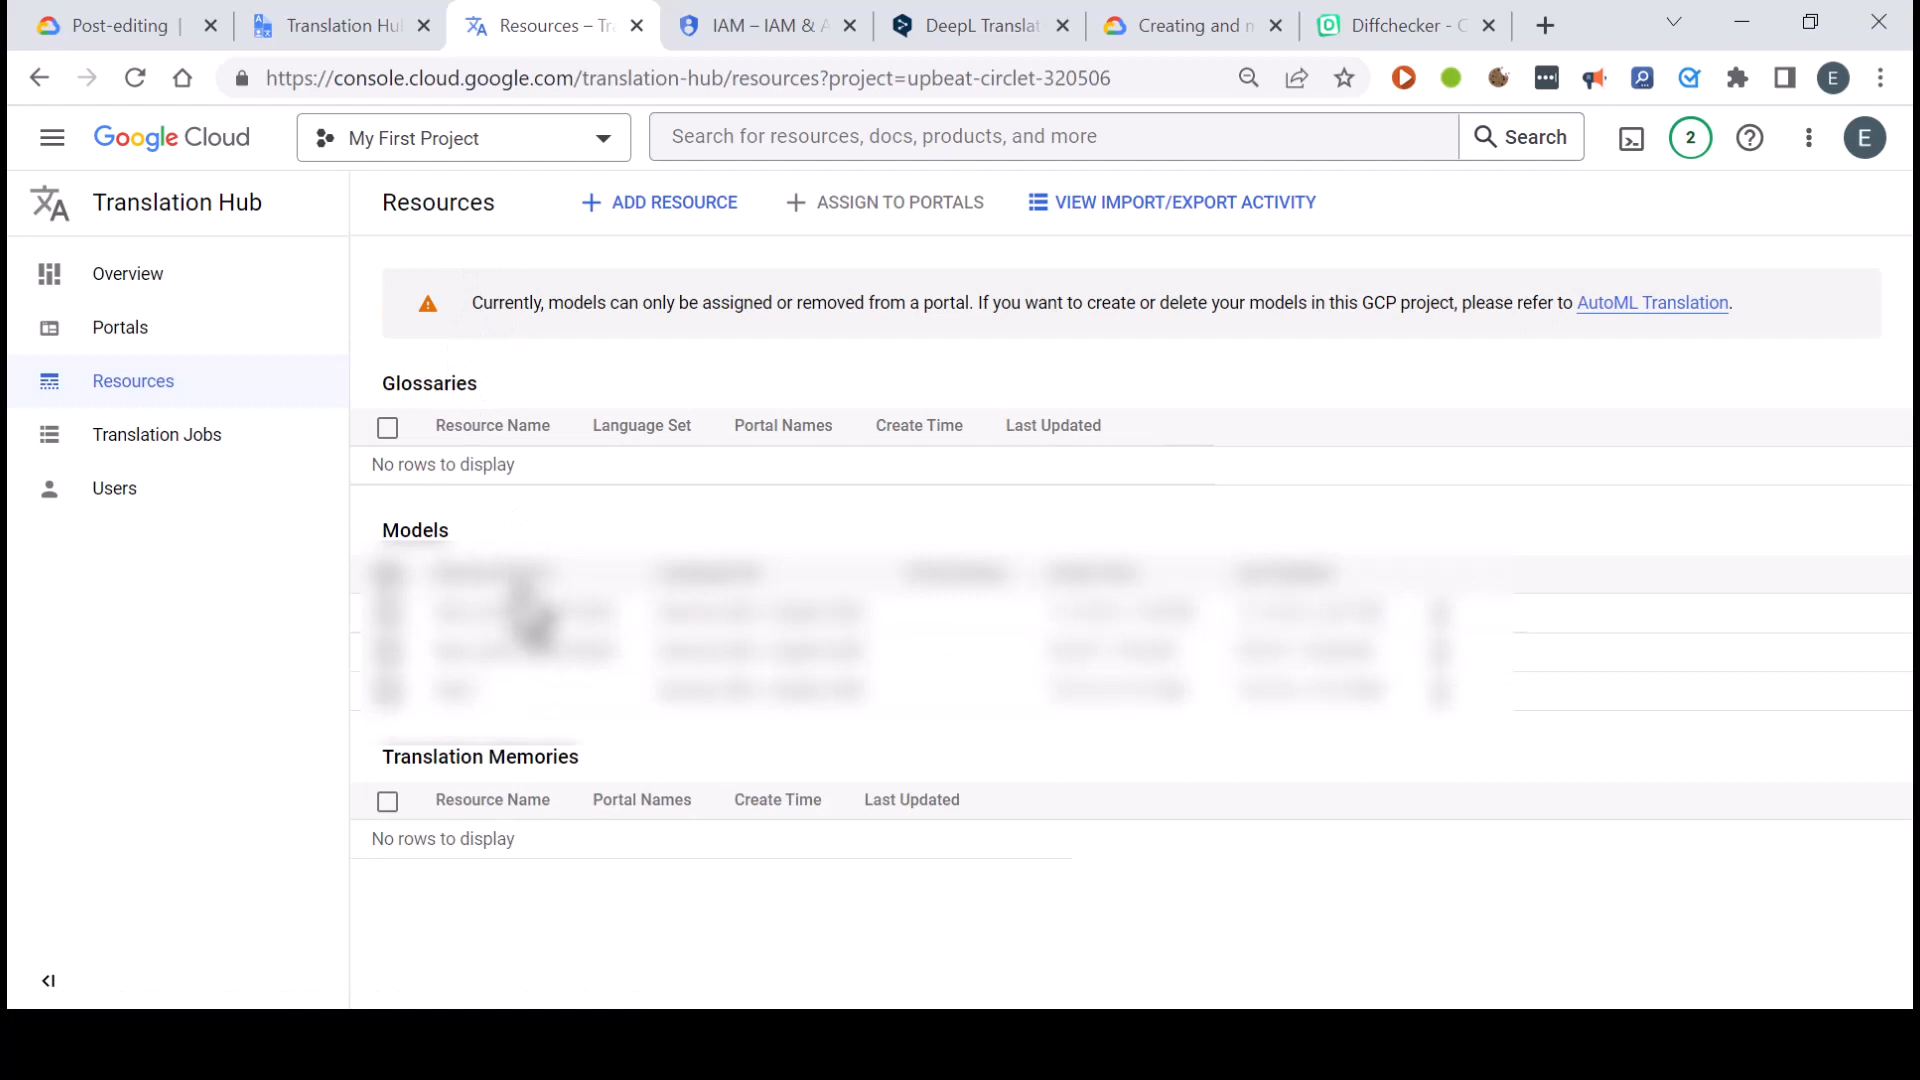 Post-editing |
Translation Hu
Resources – Tr
IAM – IAM & A
DeepL Translat
Creating and m
Diffchecker - C
https://console.cloud.google.com/translation-hub/resources?project=upbeat-circlet-320506
E
Google Cloud
My First Project
Search for resources, docs, products, and more
Search
2
E
Translation Hub
Resources
ADD RESOURCE
ASSIGN TO PORTALS
VIEW IMPORT/EXPORT ACTIVITY
Overview
Portals
Resources
Translation Jobs
Users
Currently, models can only be assigned or removed from a portal. If you want to create or delete your models in this GCP project, please refer to AutoML Translation.
Glossaries
Resource Name Language Set Portal Names Create Time Last Updated
No rows to display
Models
Translation Memories
Resource Name Portal Names Create Time Last Updated
No rows to display